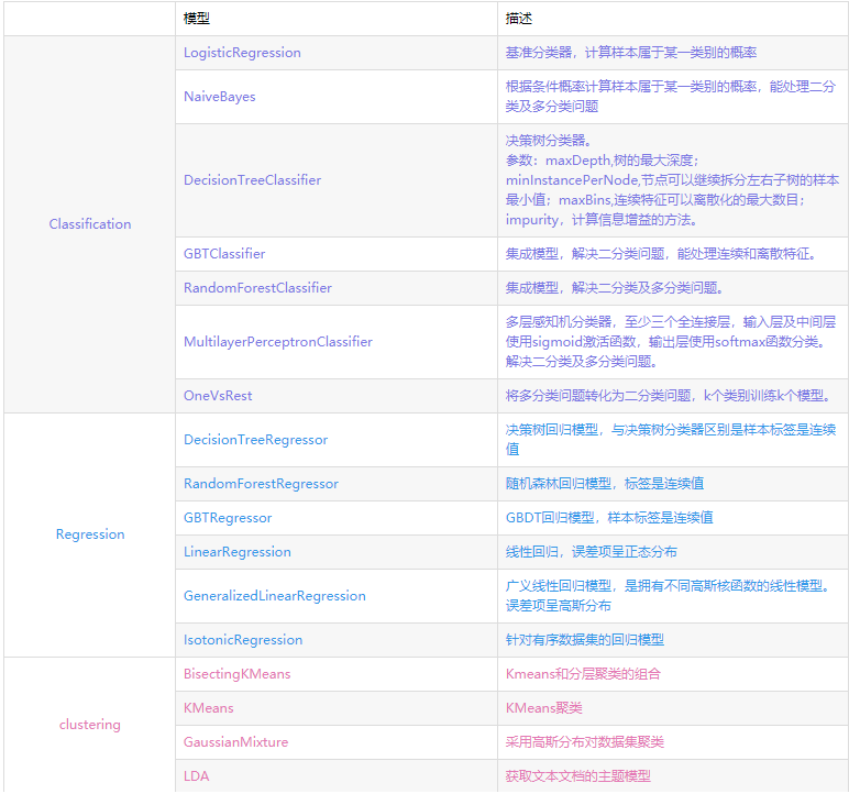 模型 描述
Classification
LogisticRegression 基准分类器，计算样本属于某一类别的概率
NaiveBayes 根据条件概率计算样本属于某一类别的概率，能处理二分
类及多分类问题
DecisionTreeClassifier 决策树分类器。
参数：maxDepth,树的最大深度；
minInstancePerNode,节点可以继续拆分左右子树的样本
最小值；maxBins,连续特征可以离散化的最大数目；
impurity，计算信息增益的方法。
GBTClassifier 集成模型，解决二分类问题，能处理连续和离散特征。
RandomForestClassifier 集成模型，解决二分类及多分类问题。
MultilayerPerceptronClassifier 多层感知机分类器，至少三个全连接层，输入层及中间层
使用sigmoid激活函数，输出层使用softmax函数分类。
解决二分类及多分类问题。
OneVsRest 将多分类问题转化为二分类问题，k个类别训练k个模型。
Regression
DecisionTreeRegressor 决策树回归模型，与决策树分类器区别是样本标签是连续
值
RandomForestRegressor 随机森林回归模型，标签是连续值
GBTRegressor GBDT回归模型，样本标签是连续值
LinearRegression 线性回归，误差项呈正态分布
GeneralizedLinearRegression 广义线性回归模型，是拥有不同高斯核函数的线性模型。
误差项呈高斯分布
IsotonicRegression 针对有序数据集的回归模型
clustering
BisectingKMeans Kmeans和分层聚类的组合
KMeans KMeans聚类
GaussianMixture 采用高斯分布对数据集聚类
LDA 获取文本文档的主题模型